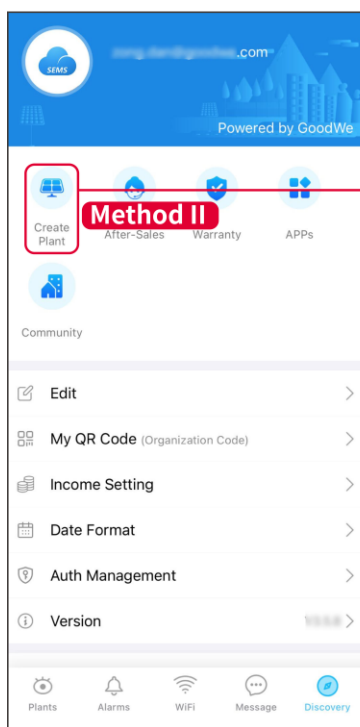 SEMS
.com
Powered by GoodWe
Create
Plant
Method II
After-Sales
Warranty
APPs
Community
Edit
My QR Code (Organization Code)
Income Setting
Date Format
Auth Management
Version
Plants
Alarms
WiFi
Message
Discovery